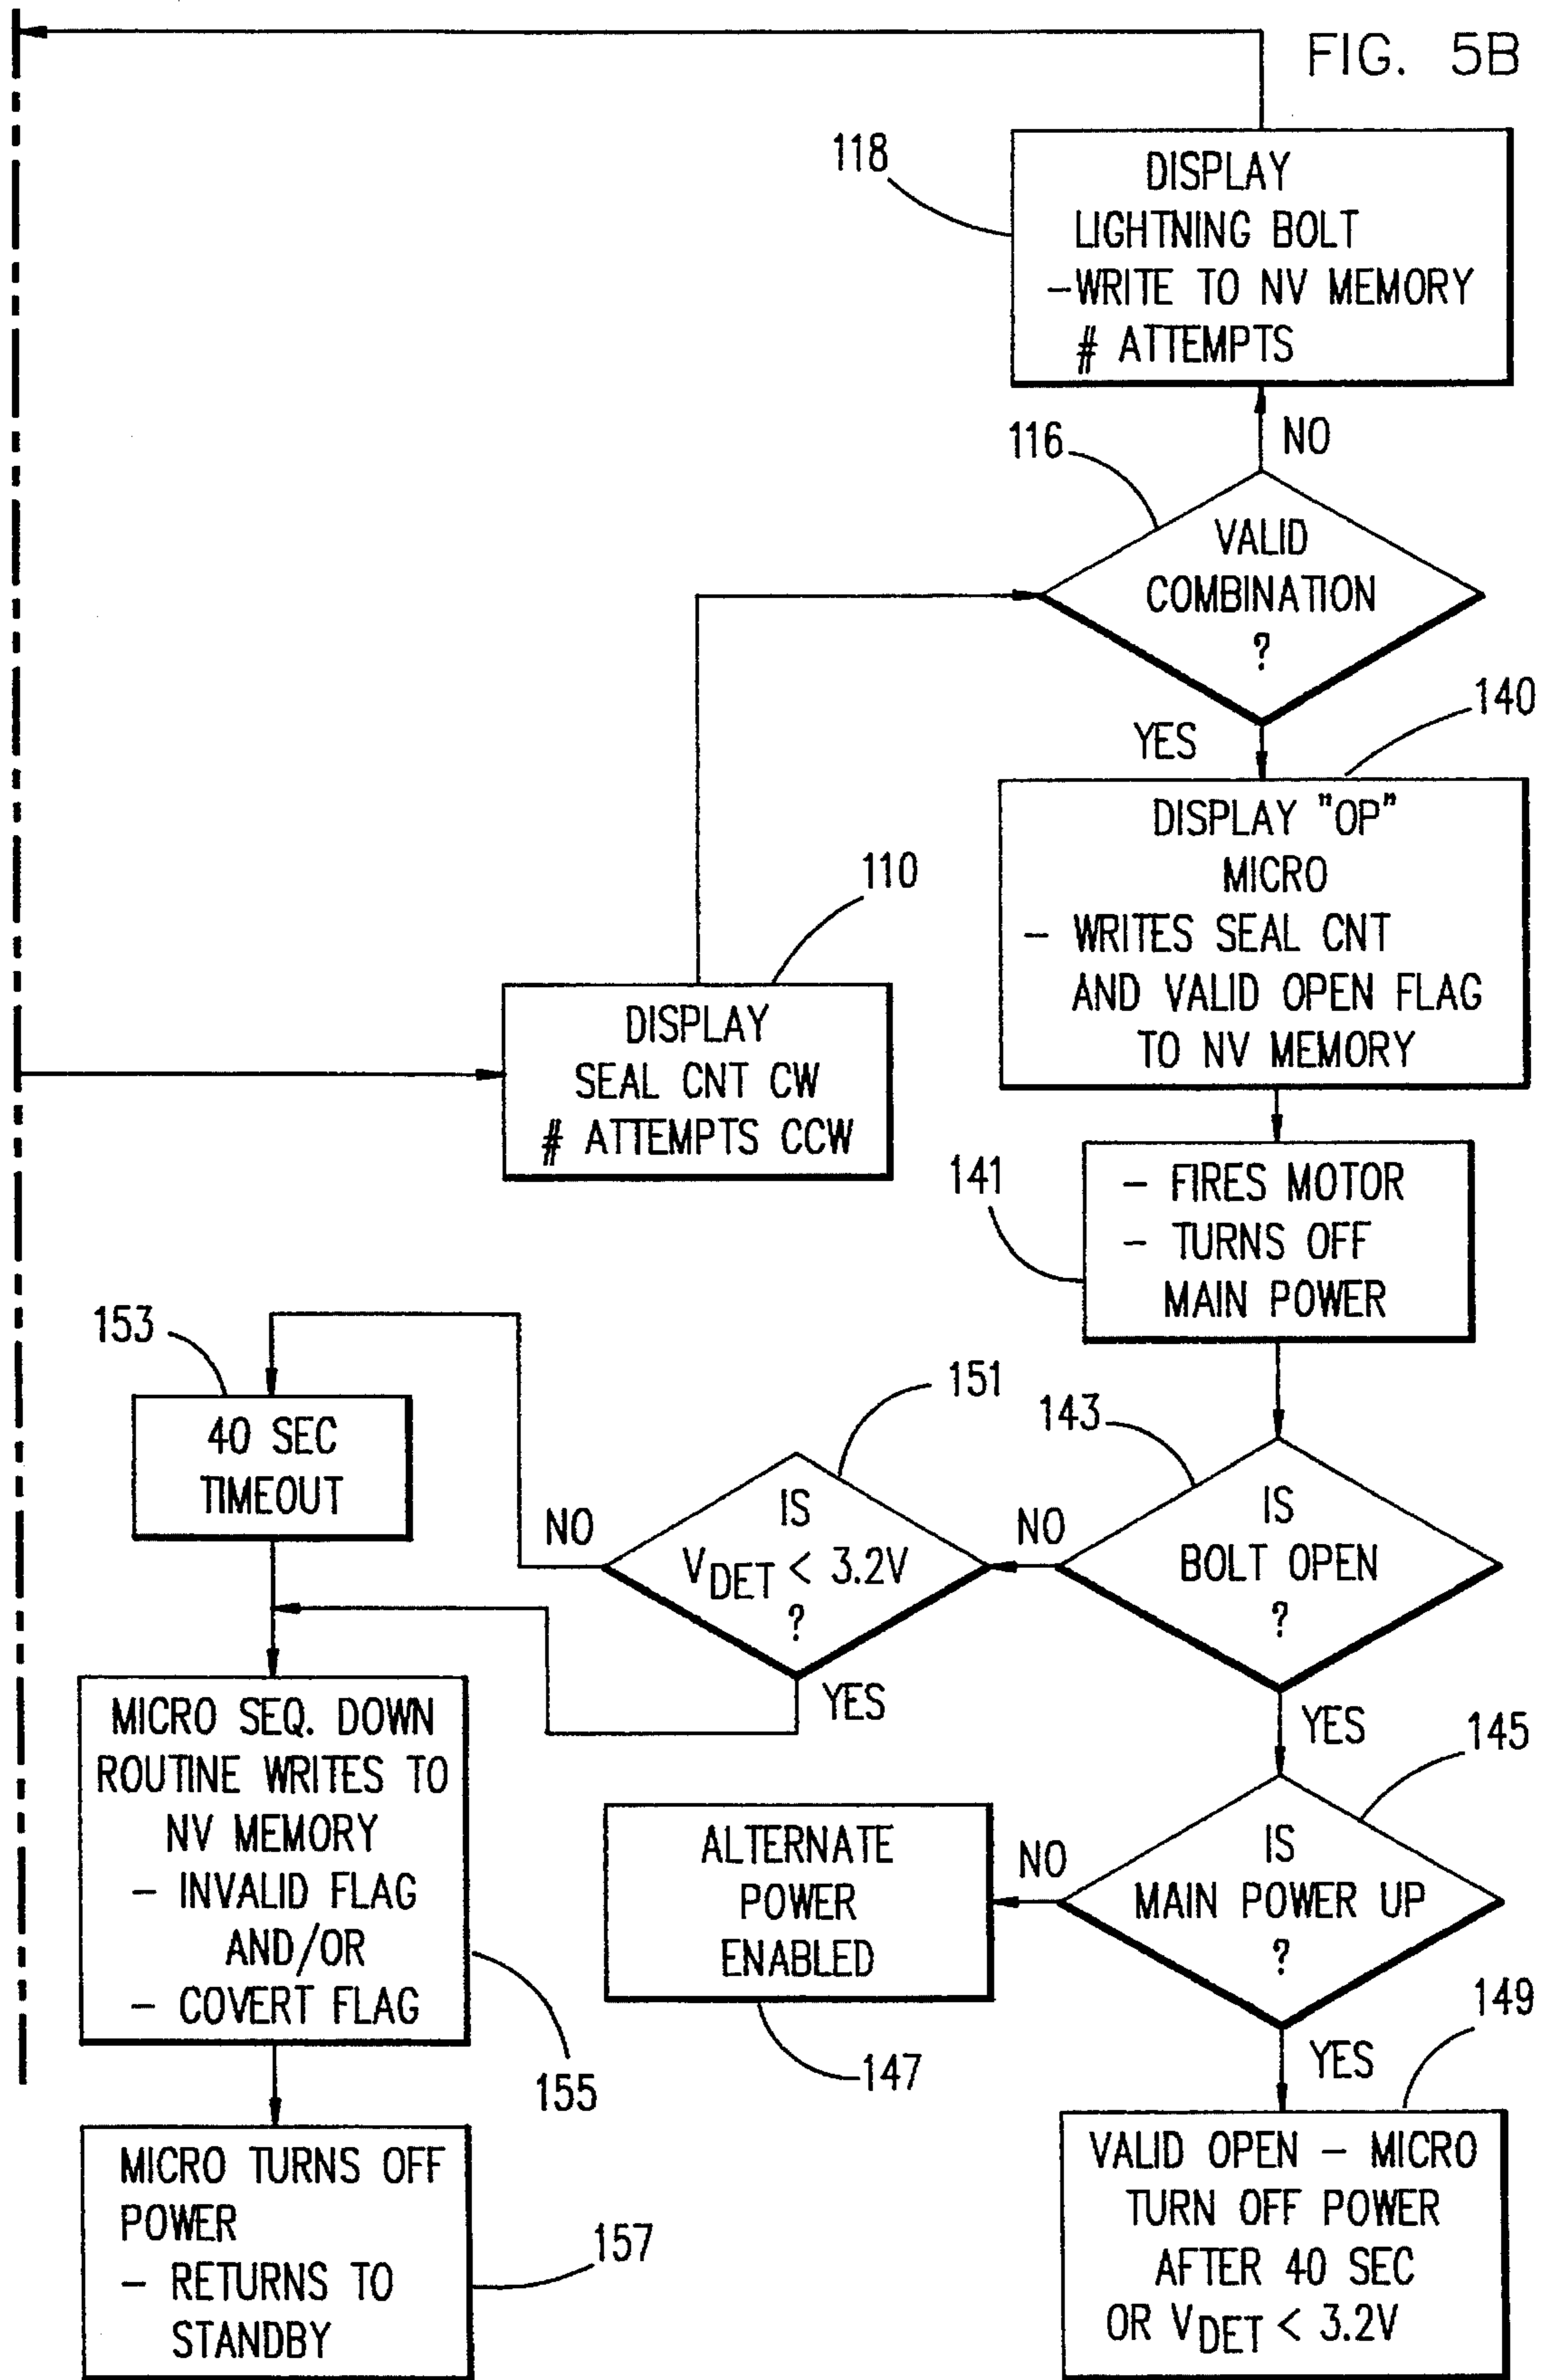 FIG. 5B
118
DISPLAY
LIGHTNING BOLT
-WRITE TO NV MEMORY
# ATTEMPTS
NO
116
VALID
COMBINATION
?
YES
140
DISPLAY "OP"
MICRO
- WRITES SEAL CNT
AND VALID OPEN FLAG
TO NV MEMORY
110
DISPLAY
SEAL CNT CW
# ATTEMPTS CCW
141
- FIRES MOTOR
- TURNS OFF
MAIN POWER
143
IS
BOLT OPEN
?
NO
YES
151
IS
VDET < 3.2V
?
NO
YES
153
40 SEC
TIMEOUT
MICRO SEQ. DOWN
ROUTINE WRITES TO
NV MEMORY
- INVALID FLAG
AND/OR
- COVERT FLAG
155
MICRO TURNS OFF
POWER
- RETURNS TO
STANDBY
157
145
IS
MAIN POWER UP
?
NO
YES
ALTERNATE
POWER
ENABLED
147
149
VALID OPEN - MICRO
TURN OFF POWER
AFTER 40 SEC
OR VDET < 3.2V